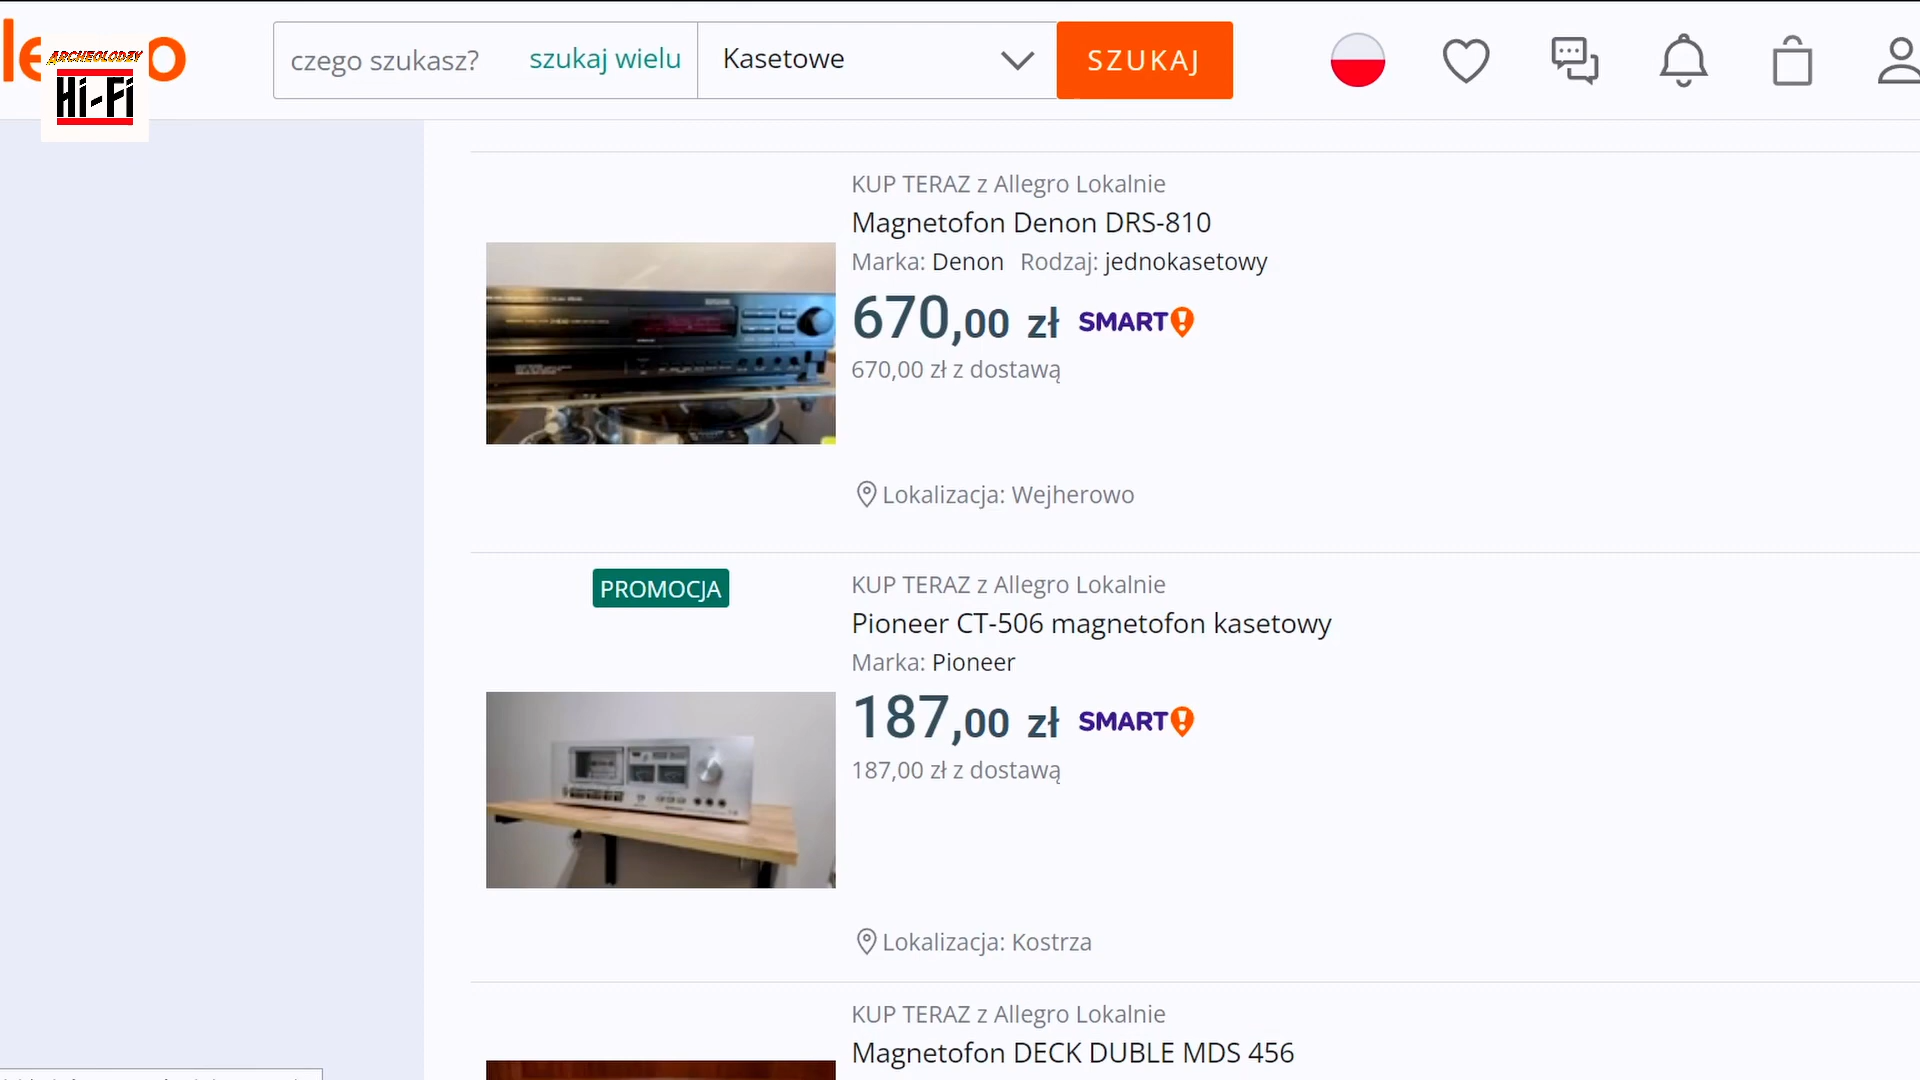 ARCHEOLODZY
Hi-Fi
czego szukasz? szukaj wielu Kasetowe SZUKAJ
KUP TERAZ z Allegro Lokalnie
Magnetofon Denon DRS-810
Marka: Denon Rodzaj: jednokasetowy
670,00 zł SMART!
670,00 zł z dostawą
Lokalizacja: Wejherowo
PROMOCJA
KUP TERAZ z Allegro Lokalnie
Pioneer CT-506 magnetofon kasetowy
Marka: Pioneer
187,00 zł SMART!
187,00 zł z dostawą
Lokalizacja: Kostrza
KUP TERAZ z Allegro Lokalnie
Magnetofon DECK DUBLE MDS 456